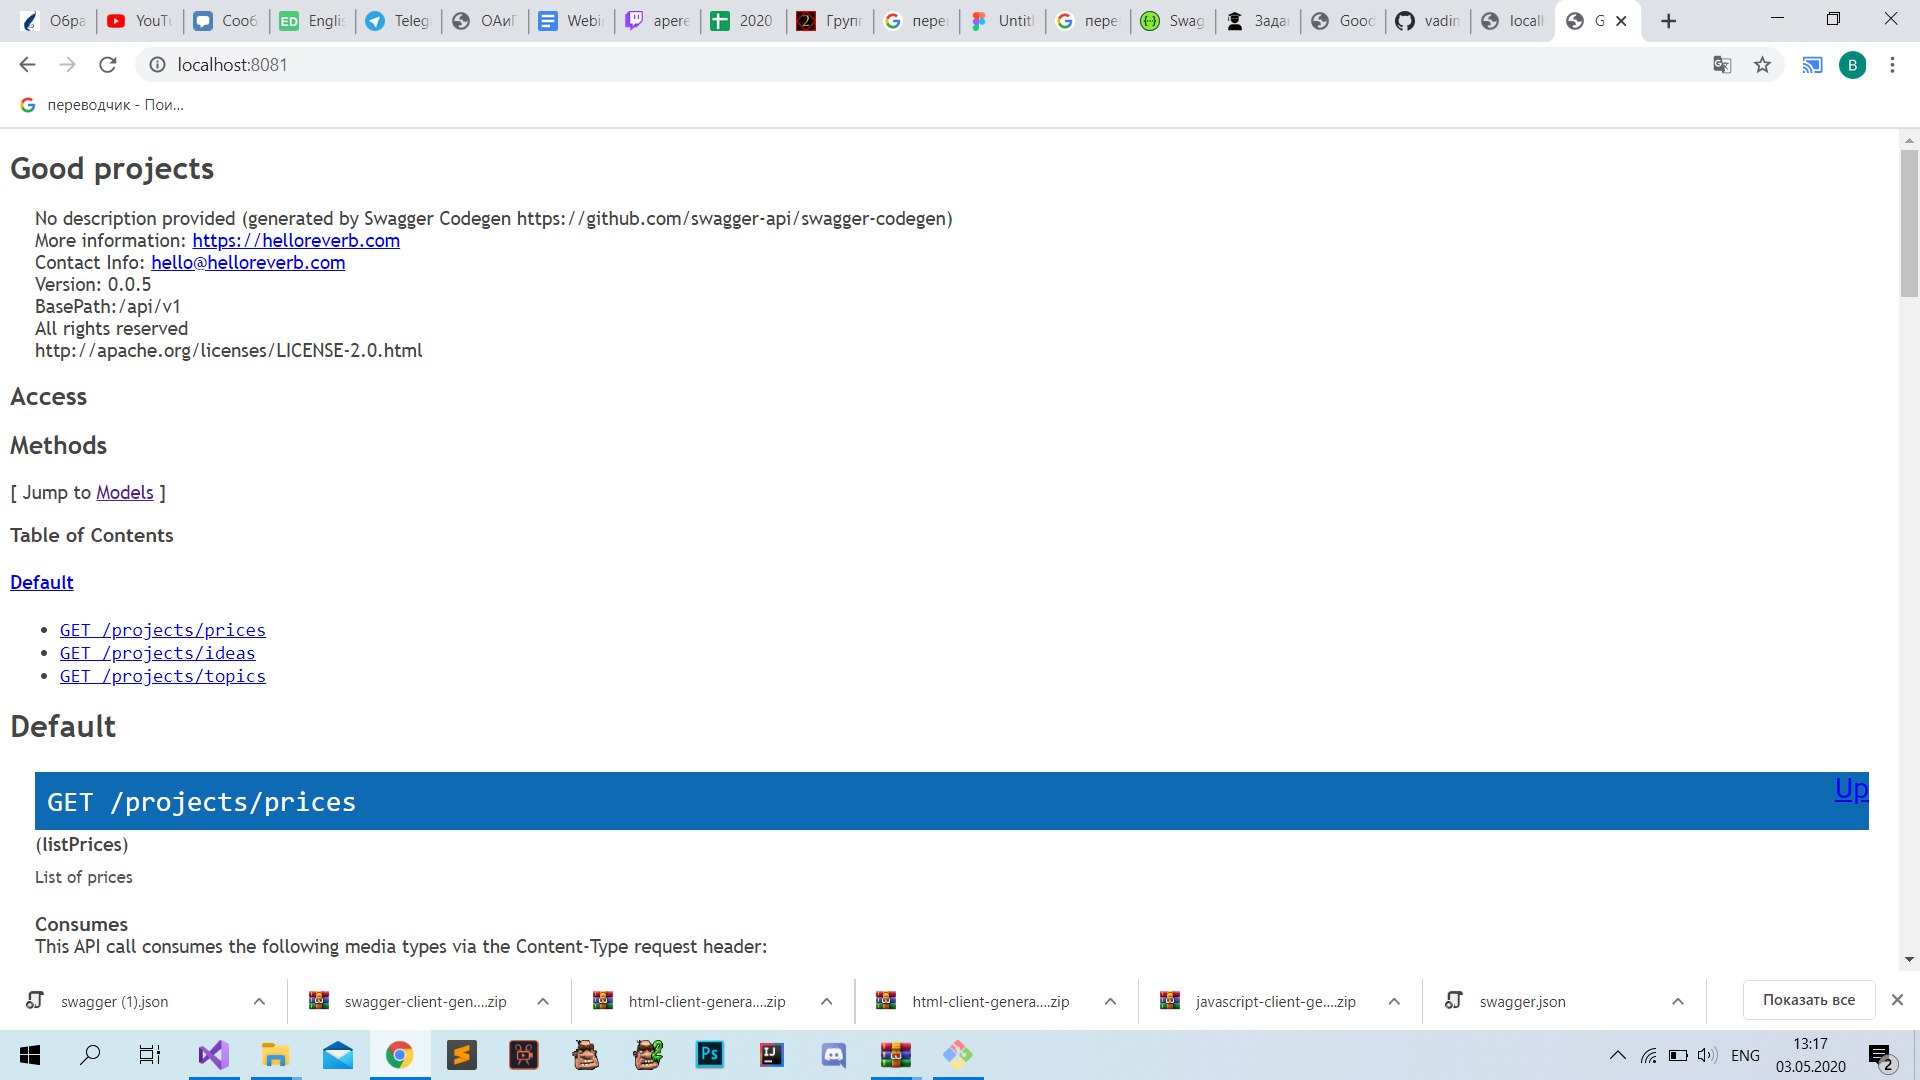 Обра
YouTu
Сооб
ED
Englis
Teleg
ОАиП
Webi
apere
2020
2
Групп
пере
Untitl
пере
Swag
Зада
Good
vadim
localh
G
localhost:8081
B
переводчик - Пои...
Good projects
No description provided (generated by Swagger Codegen https://github.com/swagger-api/swagger-codegen)
More information: https://helloreverb.com
Contact Info: hello@helloreverb.com
Version: 0.0.5
BasePath:/api/v1
All rights reserved
http://apache.org/licenses/LICENSE-2.0.html
Access
Methods
[ Jump to Models ]
Table of Contents
Default
GET /projects/prices
GET /projects/ideas
GET /projects/topics
Default
GET /projects/prices
Up
(listPrices)
List of prices
Consumes
This API call consumes the following media types via the Content-Type request header:
swagger (1).json
swagger-client-gen....zip
html-client-genera....zip
html-client-genera....zip
javascript-client-ge....zip
swagger.json
Показать все
S
2
Ps
IJ
ENG
13:17
03.05.2020
2